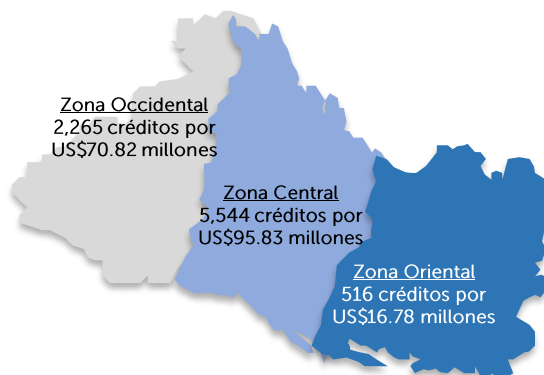 Zona Occidental
2,265 créditos por
US$70.82 millones
Zona Central
5,544 créditos por
US$95.83 millones
Zona Oriental
516 créditos por
US$16.78 millones